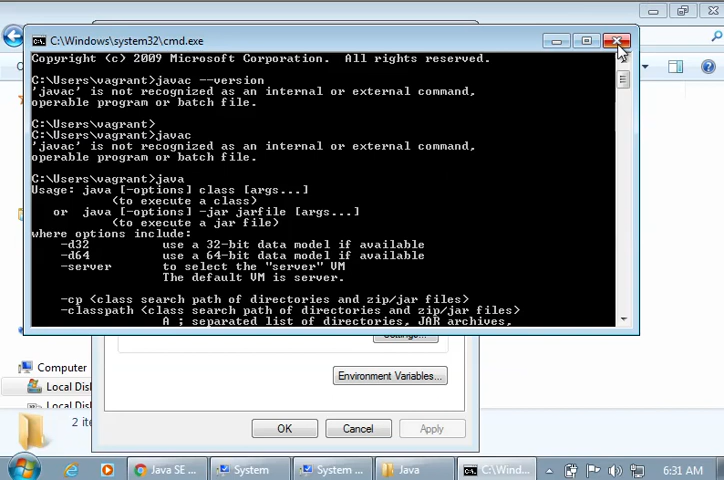 C:\Windows\system32\cmd.exe
Copyright (c) 2009 Microsoft Corporation.  All rights reserved.
C:\Users\vagrant>javac --version
'javac' is not recognized as an internal or external command,
operable program or batch file.
C:\Users\vagrant>
C:\Users\vagrant>javac
'javac' is not recognized as an internal or external command,
operable program or batch file.
C:\Users\vagrant>java
Usage: java [-options] class [args...]
(to execute a class)
or  java [-options] -jar jarfile [args...]
(to execute a jar file)
where options include:
-d32 use a 32-bit data model if available
-d64 use a 64-bit data model if available
-server to select the "server" VM
The default VM is server.
-cp <class search path of directories and zip/jar files>
-classpath <class search path of directories and zip/jar files>
A ; separated list of directories, JAR archives,
Settings...
Computer
Local Disk
Environment Variables...
Local Disk
2 ite
OK
Cancel
Apply
Java SE ...
System
System ...
Java
C:\Wind...
6:31 AM